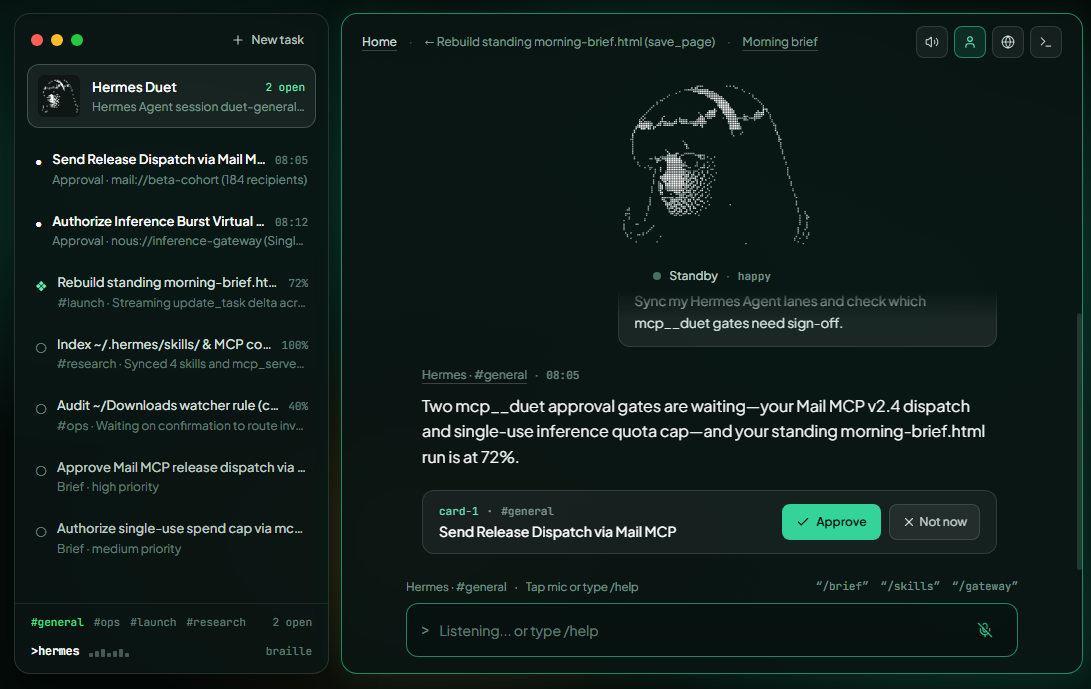 + New task
Hermes Duet 2 open
Hermes Agent session duet-general...
Send Release Dispatch via Mail M... 08:05
Approval · mail://beta-cohort (184 recipients)
Authorize Inference Burst Virtual ... 08:12
Approval · nous://inference-gateway (Singl...
Rebuild standing morning-brief.ht... 72%
#launch · Streaming update_task delta acr...
Index ~/.hermes/skills/ & MCP co... 100%
#research · Synced 4 skills and mcp_serve...
Audit ~/Downloads watcher rule (c... 40%
#ops · Waiting on confirmation to route inv...
Approve Mail MCP release dispatch via ...
Brief · high priority
Authorize single-use spend cap via mc...
Brief · medium priority
#general #ops #launch #research 2 open
>hermes braille
Home · ←Rebuild standing morning-brief.html (save_page) · Morning brief
Standby · happy
Sync my Hermes Agent lanes and check which
mcp__duet gates need sign-off.
Hermes · #general · 08:05
Two mcp__duet approval gates are waiting—your Mail MCP v2.4 dispatch
and single-use inference quota cap—and your standing morning-brief.html
run is at 72%.
card-1 · #general
Send Release Dispatch via Mail MCP
Approve
Not now
Hermes · #general · Tap mic or type /help “/brief” “/skills” “/gateway”
> Listening... or type /help